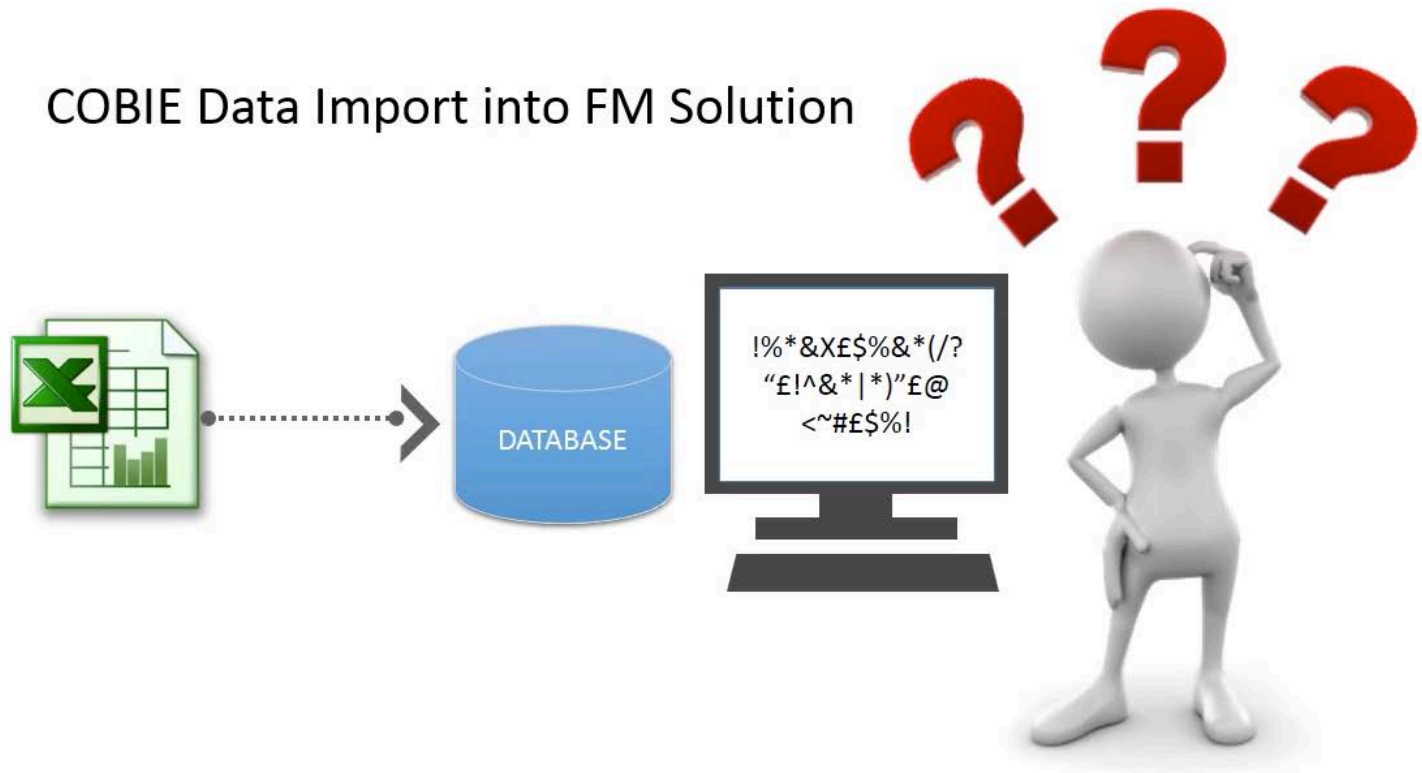 COBIE Data Import into FM Solution
? ? ?
!%*&X£$%&*(/?
“£!^&*|*)”£@
<~#£$%!
DATABASE
X